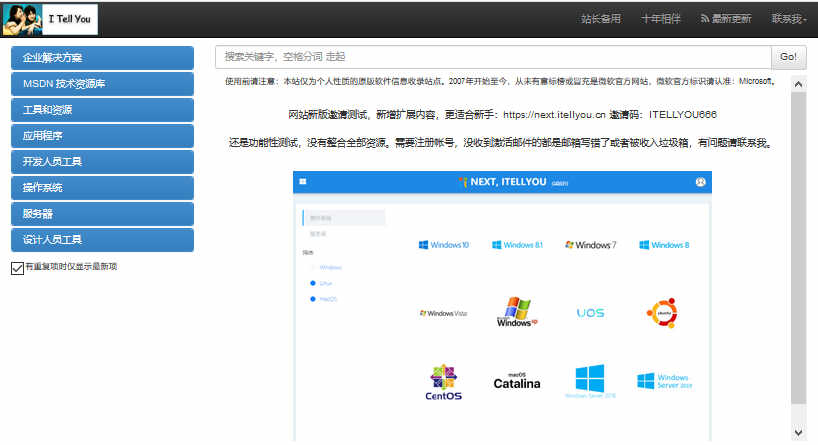 I Tell You
站长备用 十年相伴 最新更新 联系我
企业解决方案
MSDN 技术资源库
工具和资源
应用程序
开发人员工具
操作系统
服务器
设计人员工具
有重复项时仅显示最新项
搜索关键字，空格分词 走起 Go!
使用前请注意：本站仅为个人性质的原版软件信息收录站点。2007年开始至今，从未有意标榜或冒充是微软官方网站，微软官方标识请认准：Microsoft。
网站新版邀请测试，新增扩展内容，更适合新手：https://next.itellyou.cn 邀请码：ITELLYOU666
还是功能性测试，没有整合全部资源。需要注册帐号，没收到激活邮件的都是邮箱写错了或者被收入垃圾箱，有问题请联系我。
NEXT, ITELLYOU
操作系统
服务器
Windows
Linux
MacOS
Windows 10 Windows 8.1 Windows 7 Windows 8
Windows Vista Windows xp UOS ubuntu
CentOS macOS Catalina Windows Server 2016 Windows Server 2019